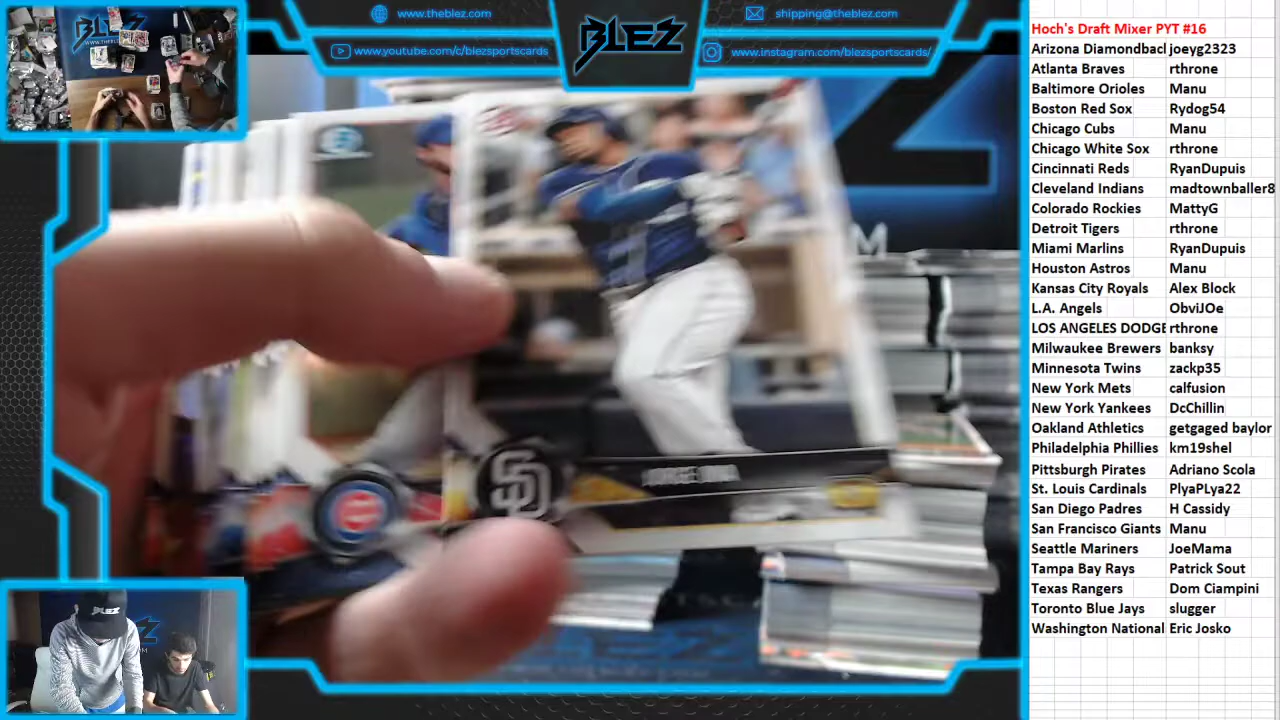 www.theblez.com
shipping@theblez.com
www.youtube.com/c/blezsportscards
BLEZ
www.instagram.com/blezsportscards/
SD
Hoch's Draft Mixer PYT #16
Arizona Diamondbacl joeyg2323
Atlanta Braves rthrone
Baltimore Orioles Manu
Boston Red Sox Rydog54
Chicago Cubs Manu
Chicago White Sox rthrone
Cincinnati Reds RyanDupuis
Cleveland Indians madtownballer8
Colorado Rockies MattyG
Detroit Tigers rthrone
Miami Marlins RyanDupuis
Houston Astros Manu
Kansas City Royals Alex Block
L.A. Angels ObviJOe
LOS ANGELES DODGE rthrone
Milwaukee Brewers banksy
Minnesota Twins zackp35
New York Mets calfusion
New York Yankees DcChillin
Oakland Athletics getgaged baylor
Philadelphia Phillies km19shel
Pittsburgh Pirates Adriano Scola
St. Louis Cardinals PlyaPLya22
San Diego Padres H Cassidy
San Francisco Giants Manu
Seattle Mariners JoeMama
Tampa Bay Rays Patrick Sout
Texas Rangers Dom Ciampini
Toronto Blue Jays slugger
Washington National Eric Josko